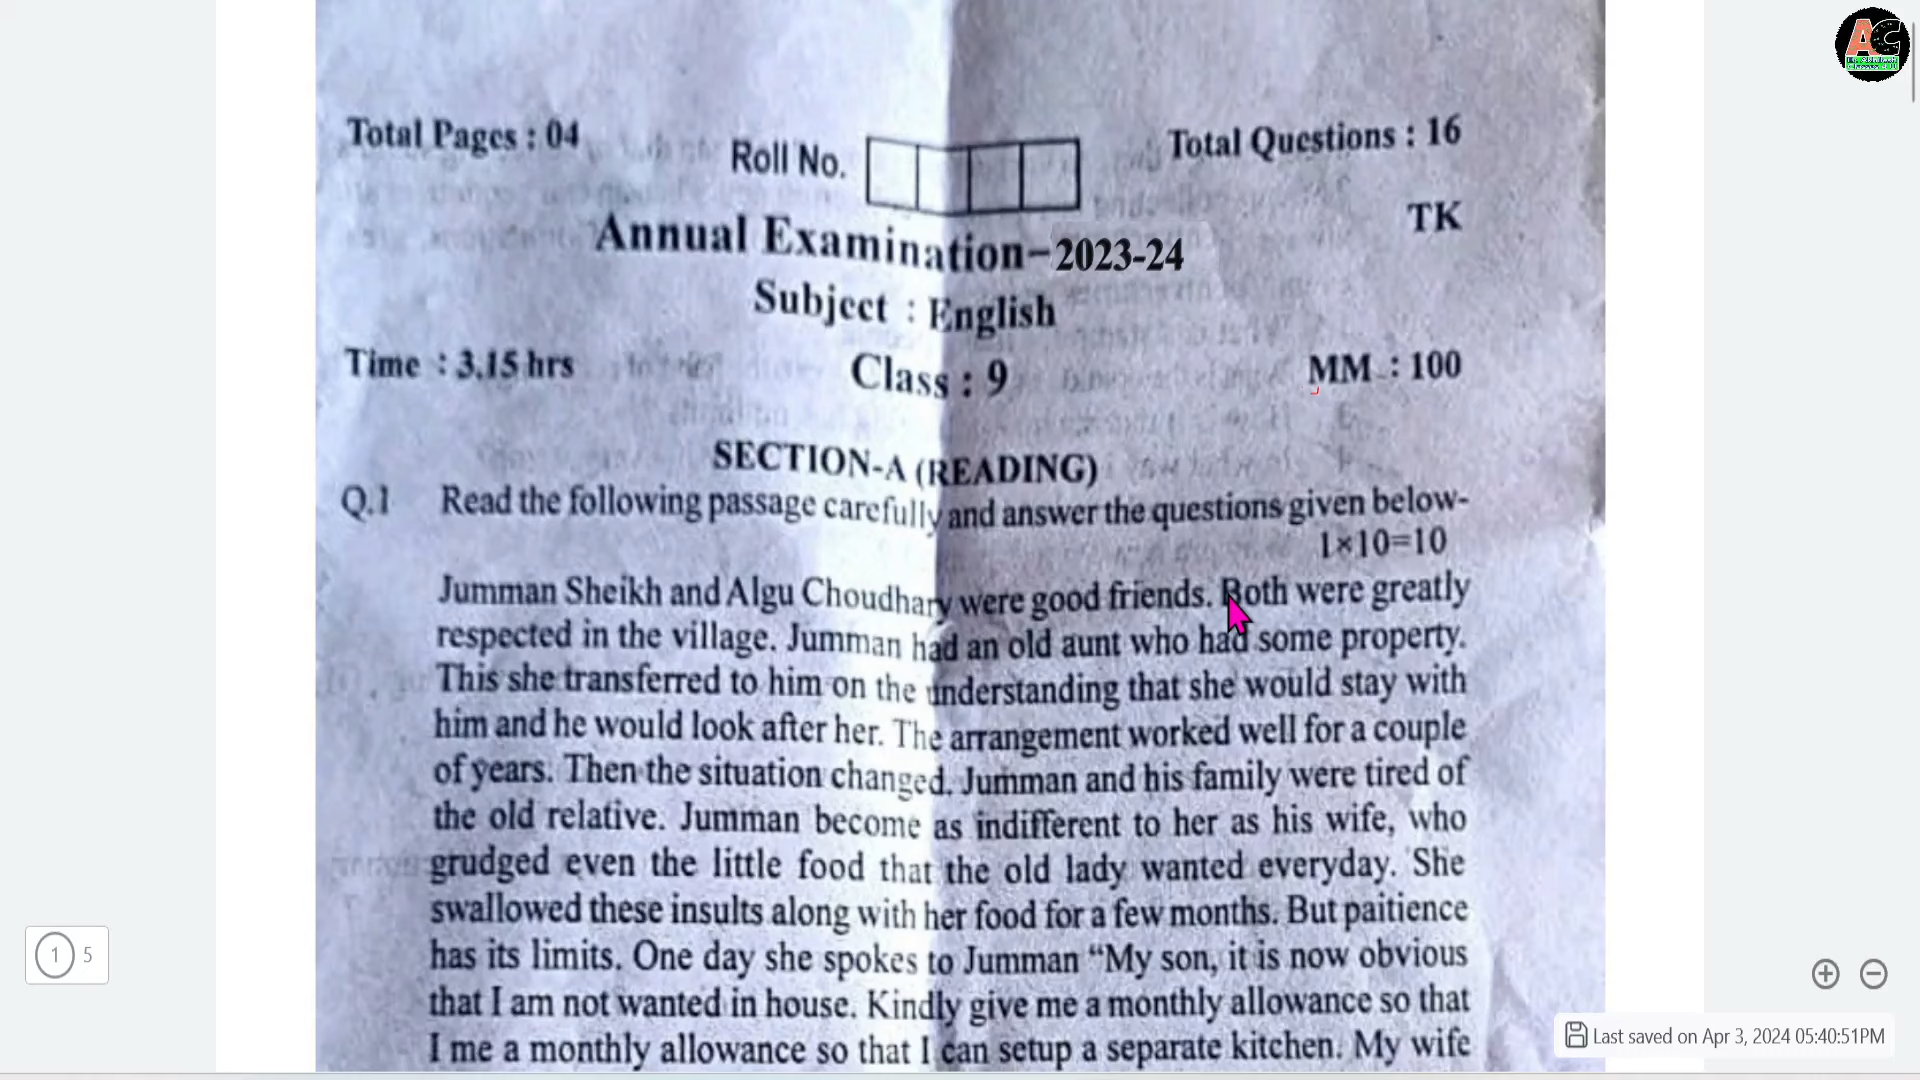 Total Pages : 04
Roll No.
Total Questions : 16
TK
Annual Examination-2023-24
Subject : English
Time : 3.15 hrs
Class : 9
MM : 100
SECTION-A (READING)
Q.1 Read the following passage carefully and answer the questions given below-
1×10=10
Jumman Sheikh and Algu Choudhary were good friends. Both were greatly
respected in the village. Jumman had an old aunt who had some property.
This she transferred to him on the understanding that she would stay with
him and he would look after her. The arrangement worked well for a couple
of years. Then the situation changed. Jumman and his family were tired of
the old relative. Jumman become as indifferent to her as his wife, who
grudged even the little food that the old lady wanted everyday. She
swallowed these insults along with her food for a few months. But paitience
has its limits. One day she spokes to Jumman “My son, it is now obvious
that I am not wanted in house. Kindly give me a monthly allowance so that
I me a monthly allowance so that I can setup a separate kitchen. My wife
1 5
Last saved on Apr 3, 2024 05:40:51PM
AC